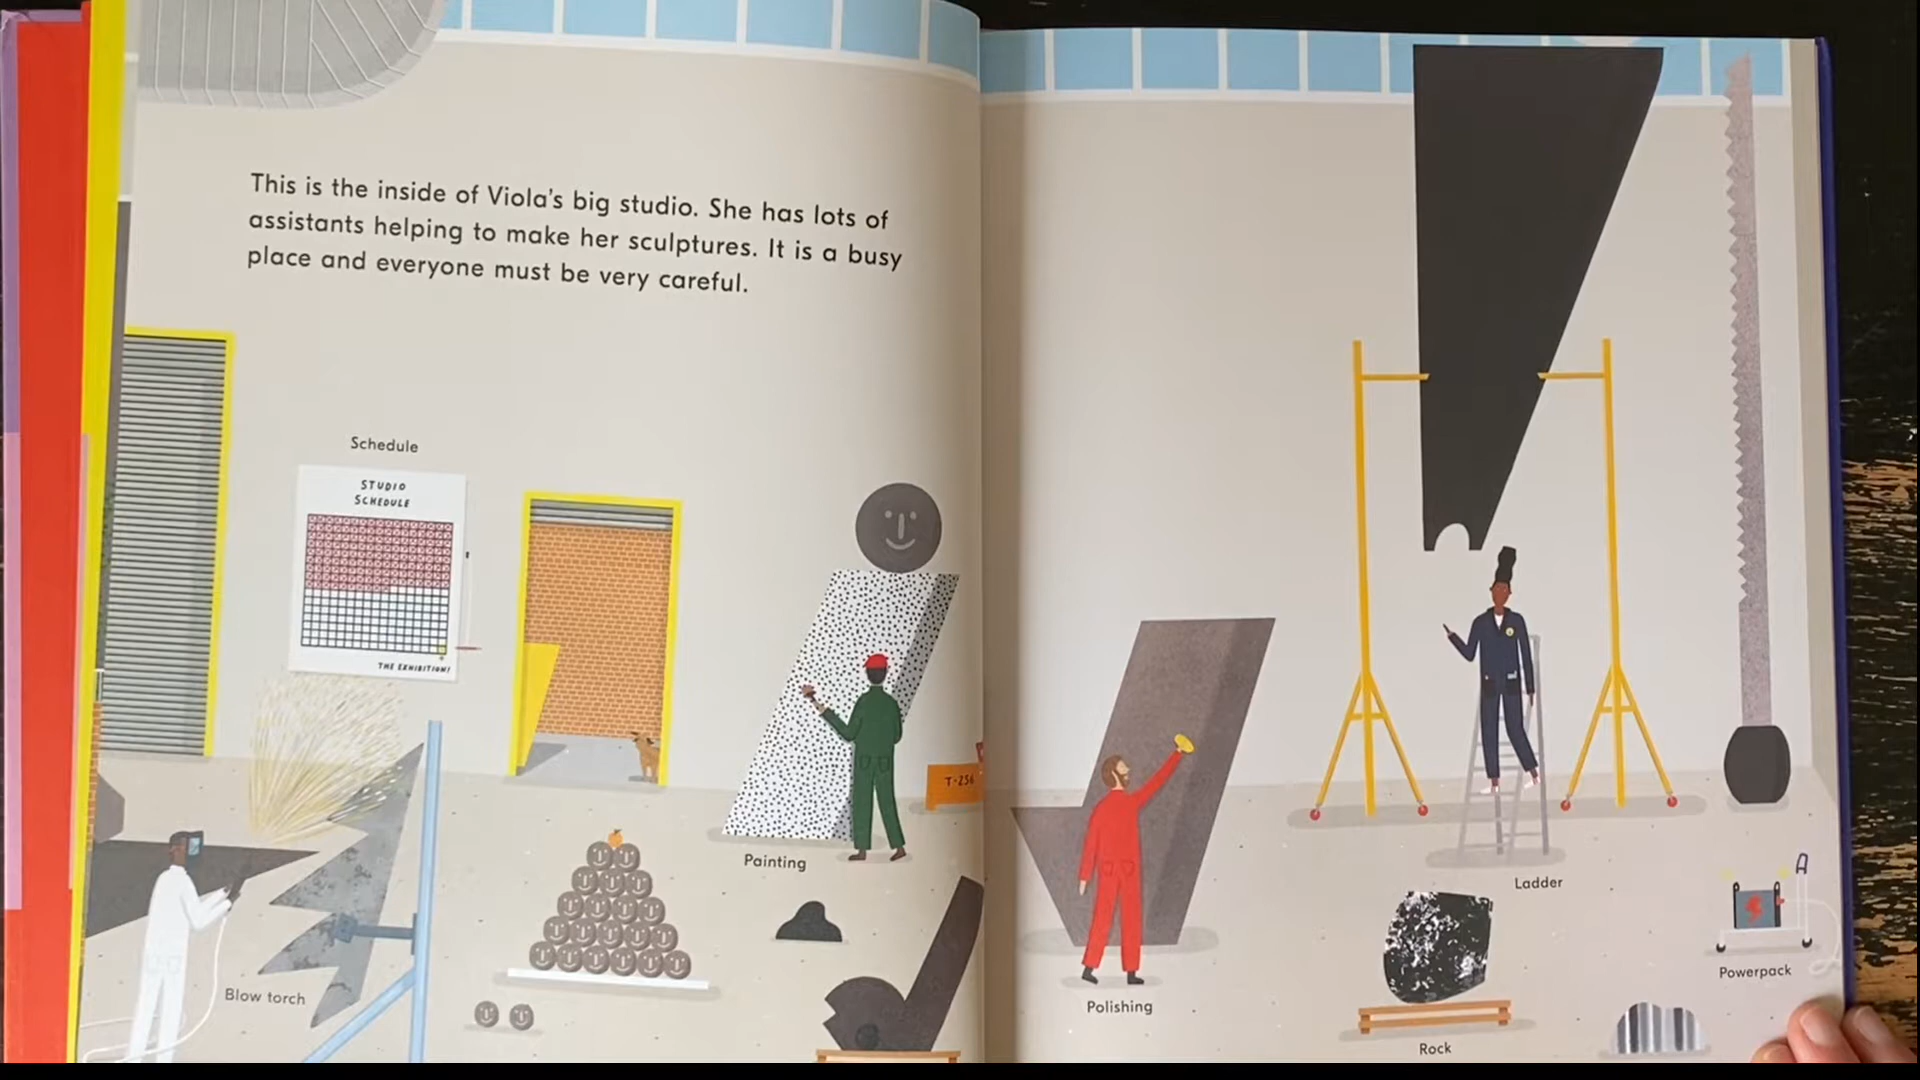 This is the inside of Viola's big studio. She has lots of
assistants helping to make her sculptures. It is a busy
place and everyone must be very careful.
Schedule
STUDIO
SCHEDULE
THE EXHIBITION!
T-256
Painting
Blow torch
Polishing
Ladder
Rock
Powerpack